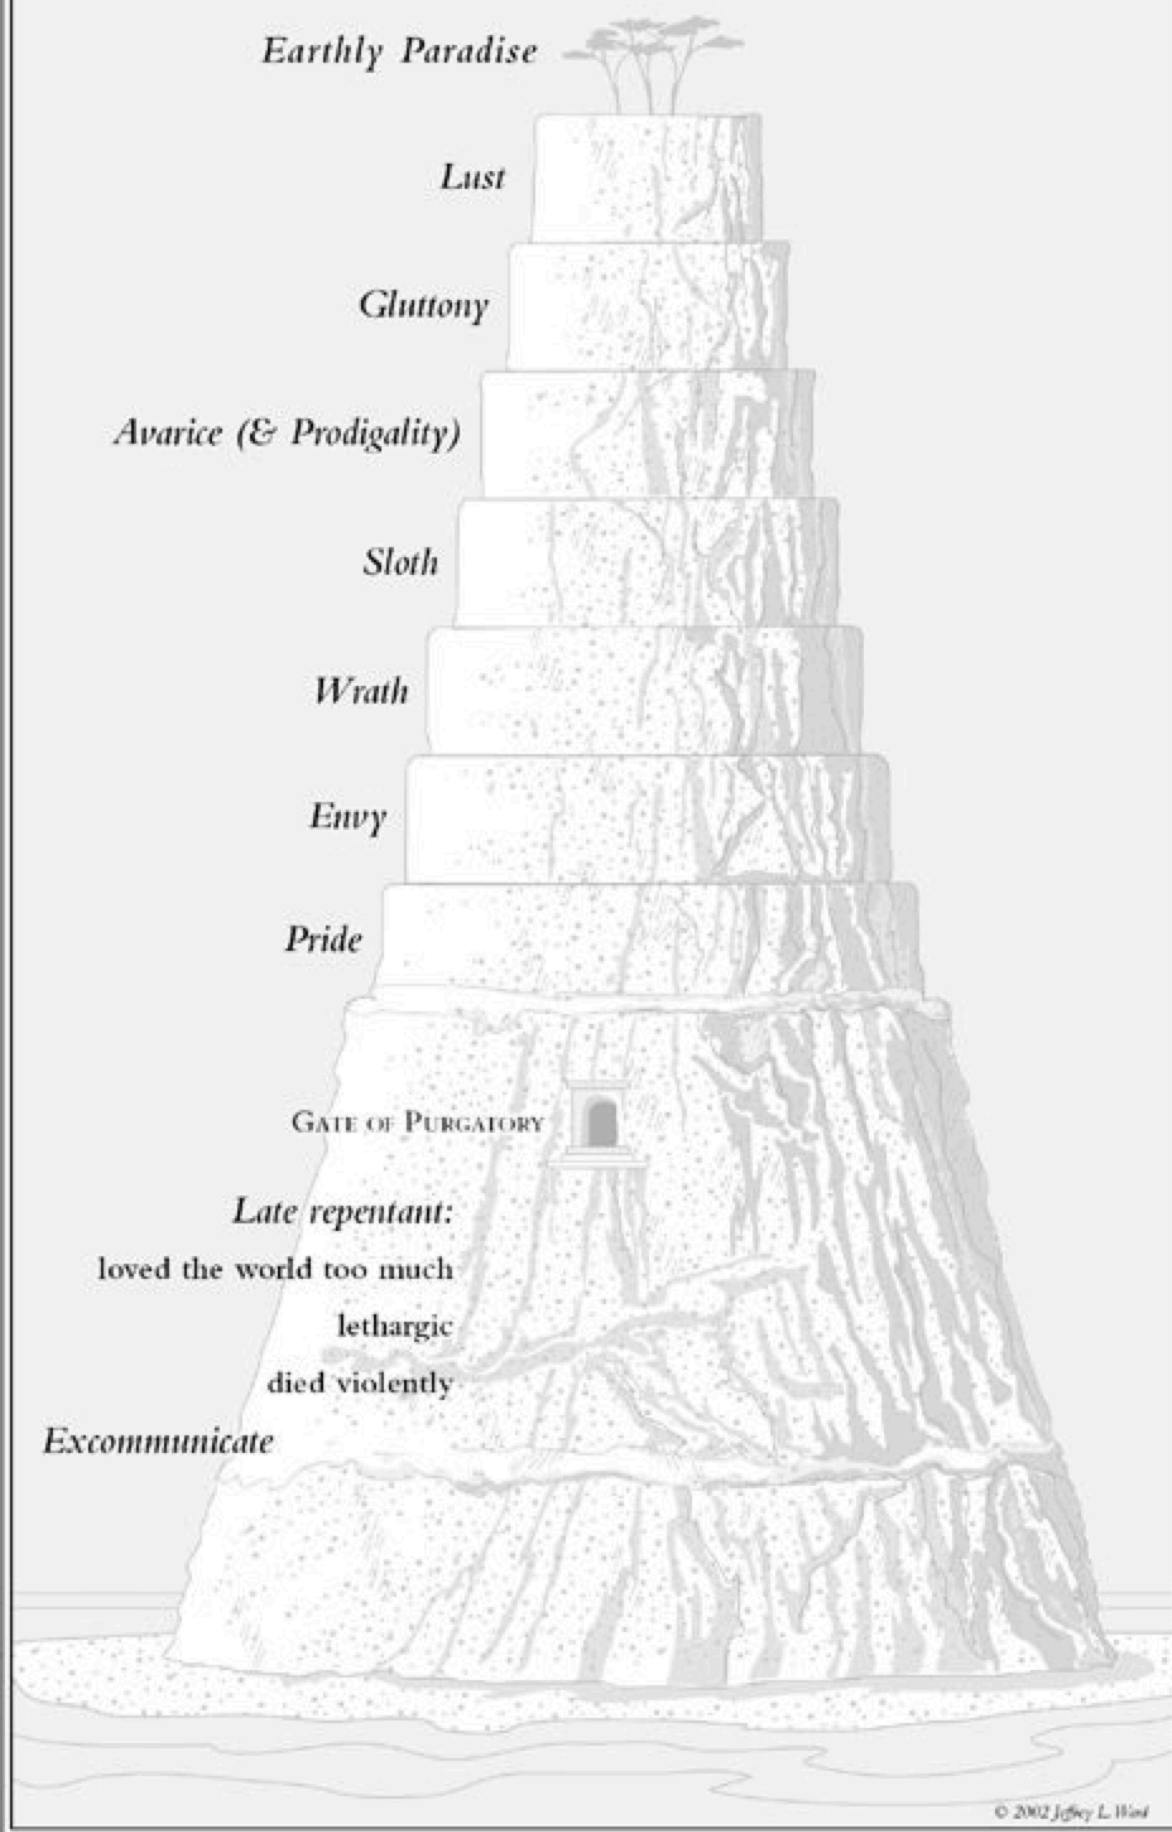 Earthly Paradise
Lust
Gluttony
Avarice (& Prodigality)
Sloth
Wrath
Envy
Pride
GATE OF PURGATORY
Late repentant:
loved the world too much
lethargic
died violently
Excommunicate
© 2002 Jeffrey L. Ward